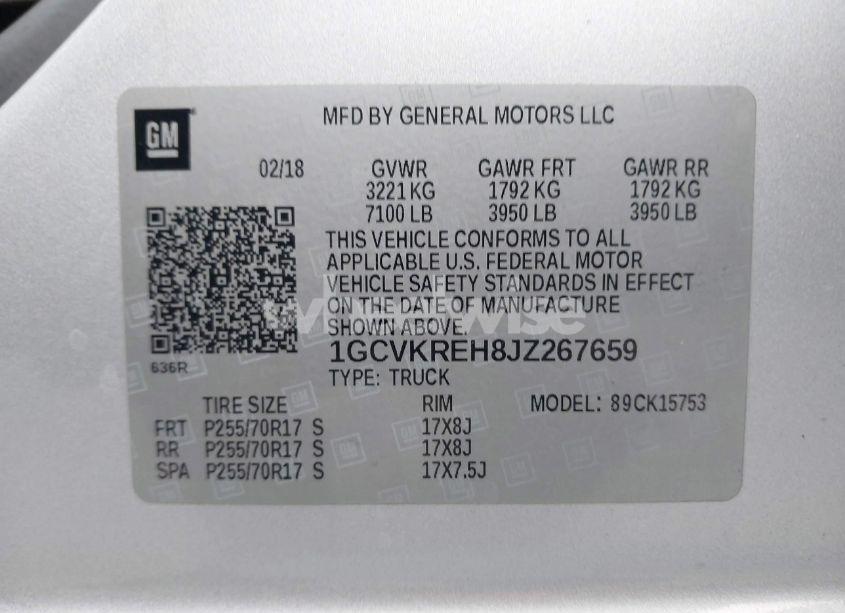 GM
MFD BY GENERAL MOTORS LLC
02/18 GVWR GAWR FRT GAWR RR
3221 KG 1792 KG 1792 KG
7100 LB 3950 LB 3950 LB
THIS VEHICLE CONFORMS TO ALL
APPLICABLE U.S. FEDERAL MOTOR
VEHICLE SAFETY STANDARDS IN EFFECT
ON THE DATE OF MANUFACTURE
SHOWN ABOVE.
1GCVKREH8JZ267659
636R
TYPE: TRUCK
TIRE SIZE RIM MODEL: 89CK15753
FRT P255/70R17 S 17X8J
RR P255/70R17 S 17X8J
SPA P255/70R17 S 17X7.5J